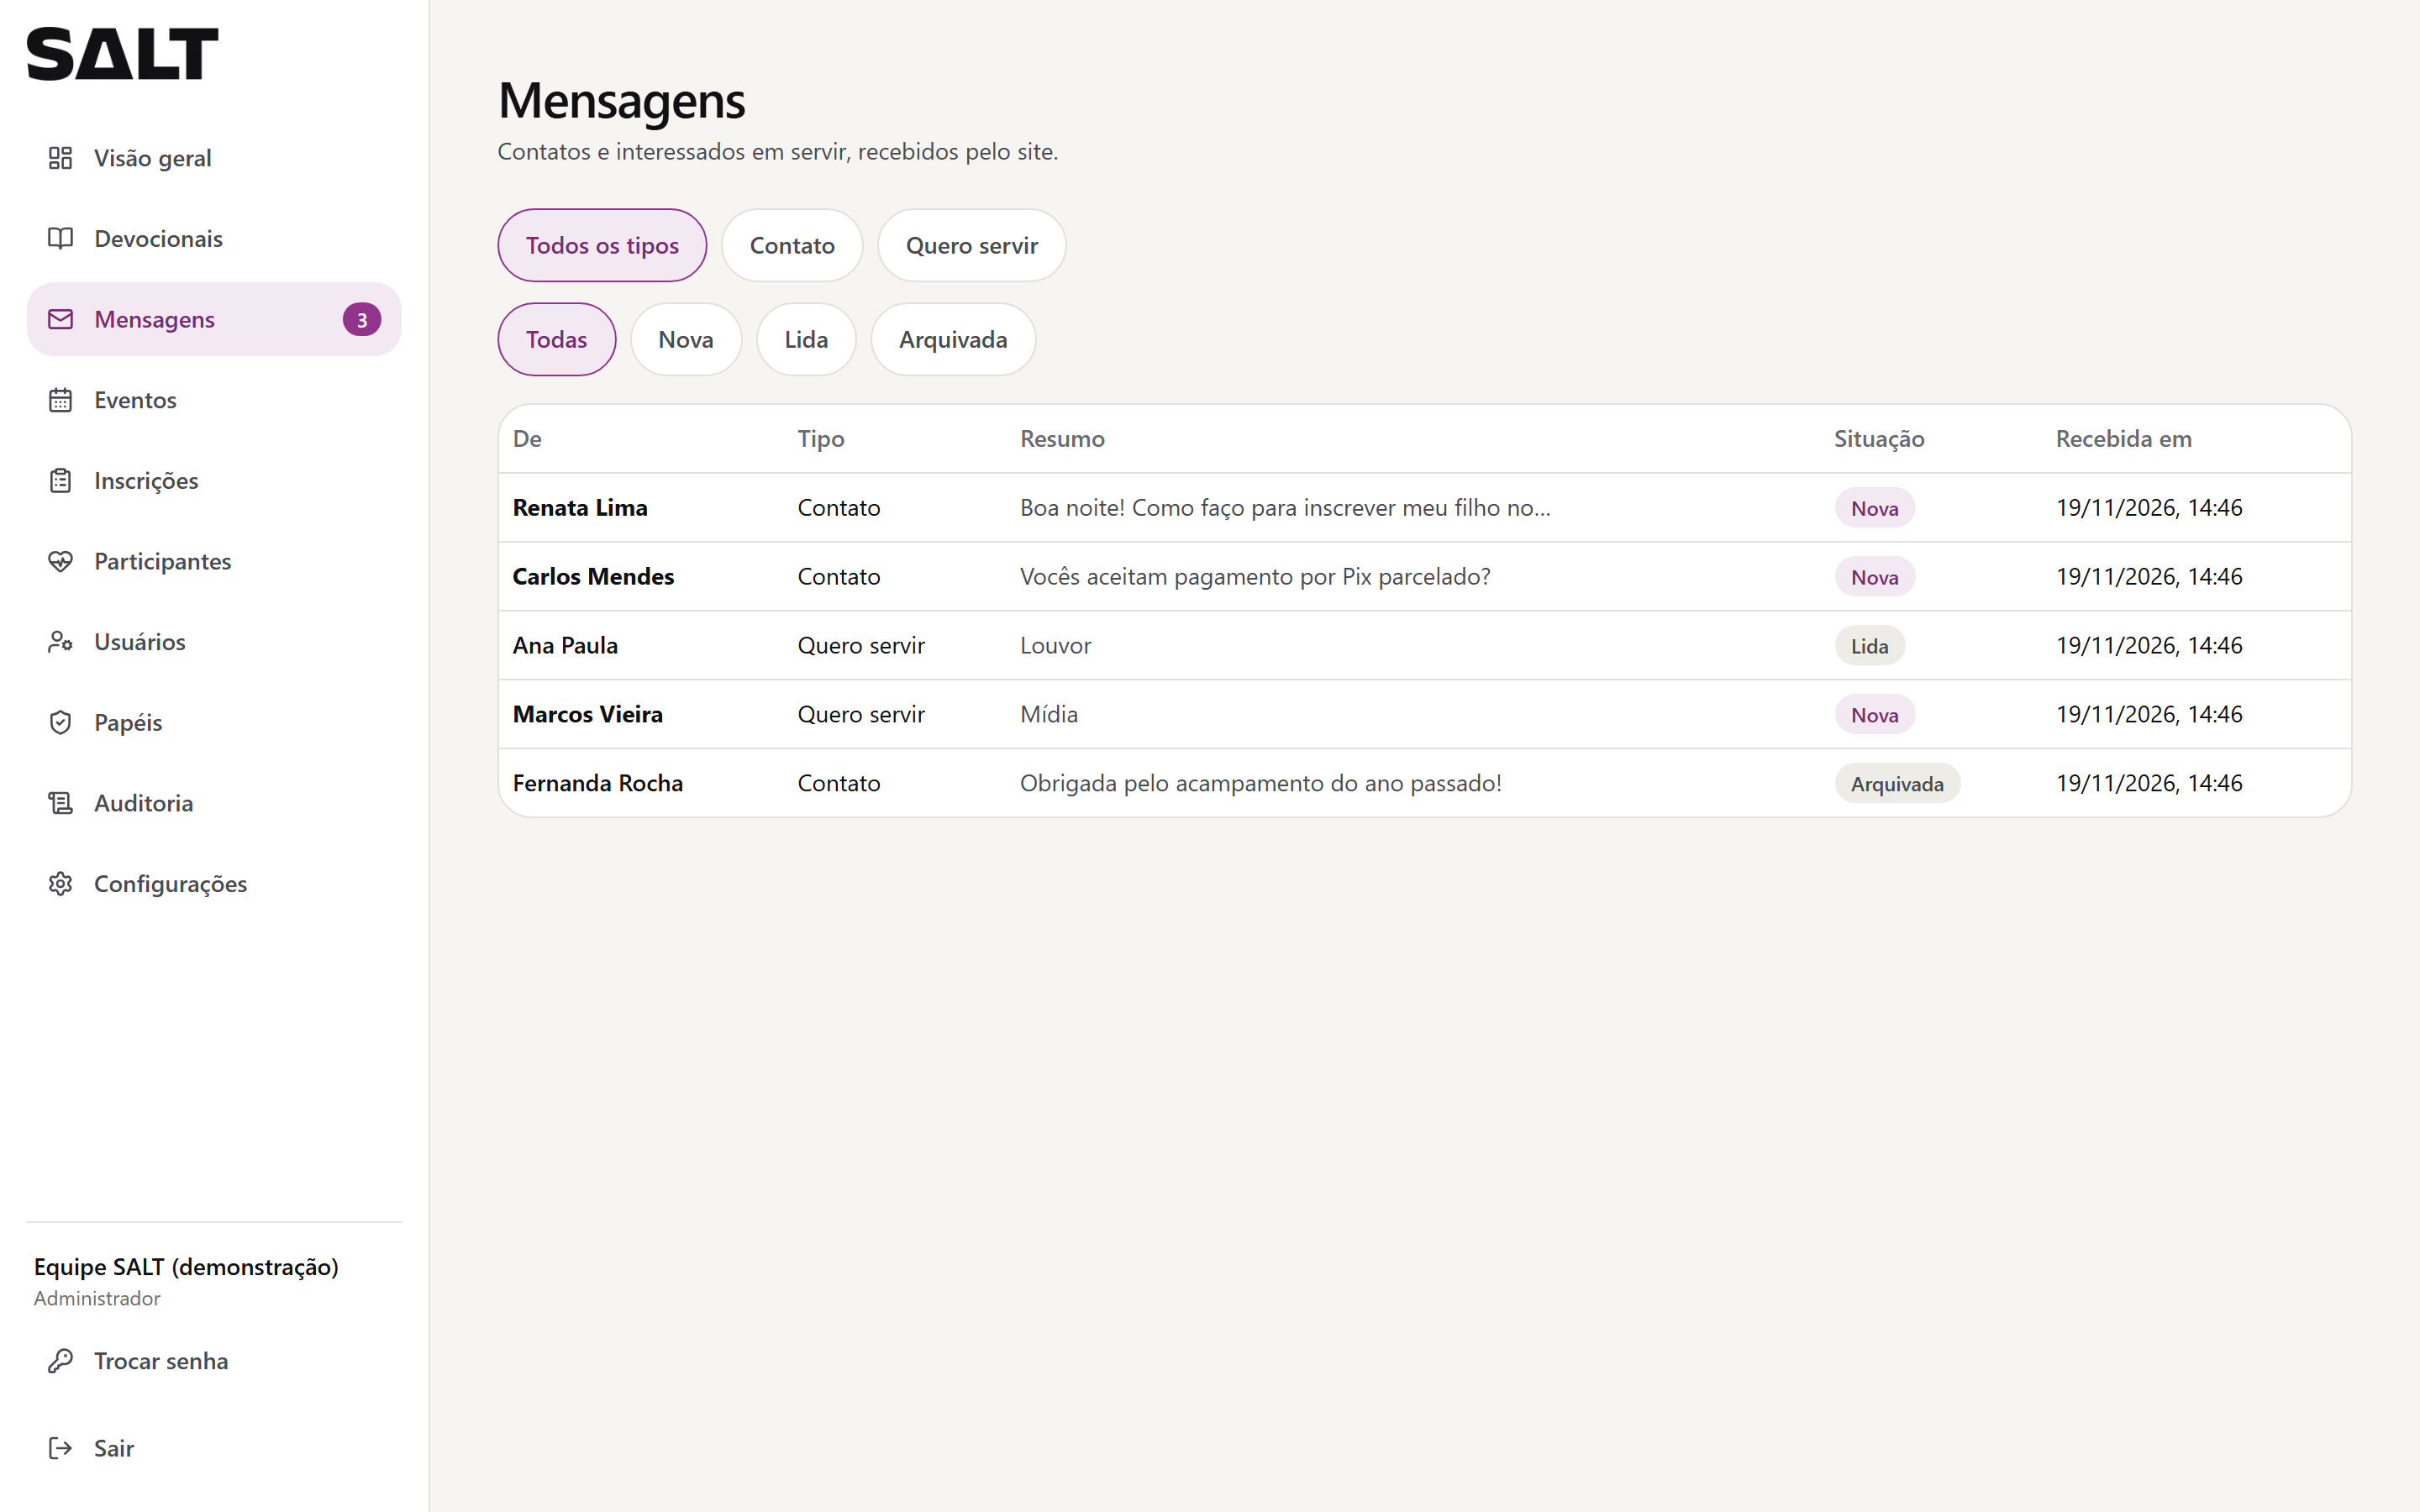 SALT
Visão geral
Devocionais
Mensagens 3
Eventos
Inscrições
Participantes
Usuários
Papéis
Auditoria
Configurações
Equipe SALT (demonstração)
Administrador
Trocar senha
Sair
Mensagens
Contatos e interessados em servir, recebidos pelo site.
Todos os tipos Contato Quero servir
Todas Nova Lida Arquivada
De Tipo Resumo Situação Recebida em
Renata Lima Contato Boa noite! Como faço para inscrever meu filho no... Nova 19/11/2026, 14:46
Carlos Mendes Contato Vocês aceitam pagamento por Pix parcelado? Nova 19/11/2026, 14:46
Ana Paula Quero servir Louvor Lida 19/11/2026, 14:46
Marcos Vieira Quero servir Mídia Nova 19/11/2026, 14:46
Fernanda Rocha Contato Obrigada pelo acampamento do ano passado! Arquivada 19/11/2026, 14:46